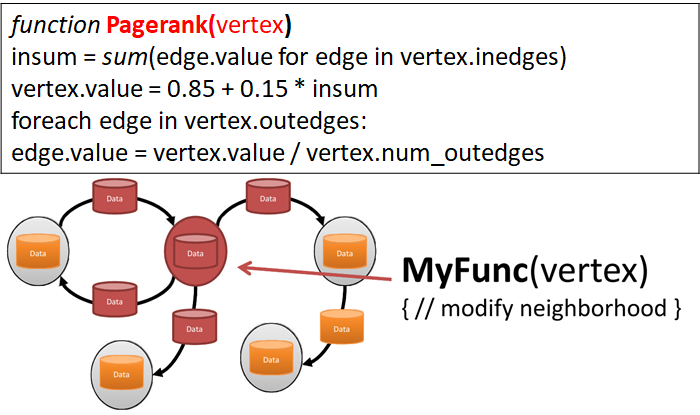 function Pagerank(vertex)
insum = sum(edge.value for edge in vertex.inedges)
vertex.value = 0.85 + 0.15 * insum
foreach edge in vertex.outedges:
edge.value = vertex.value / vertex.num_outedges
Data
Data
Data
Data
Data
Data
Data
Data
Data
Data
MyFunc(vertex)
{ // modify neighborhood }